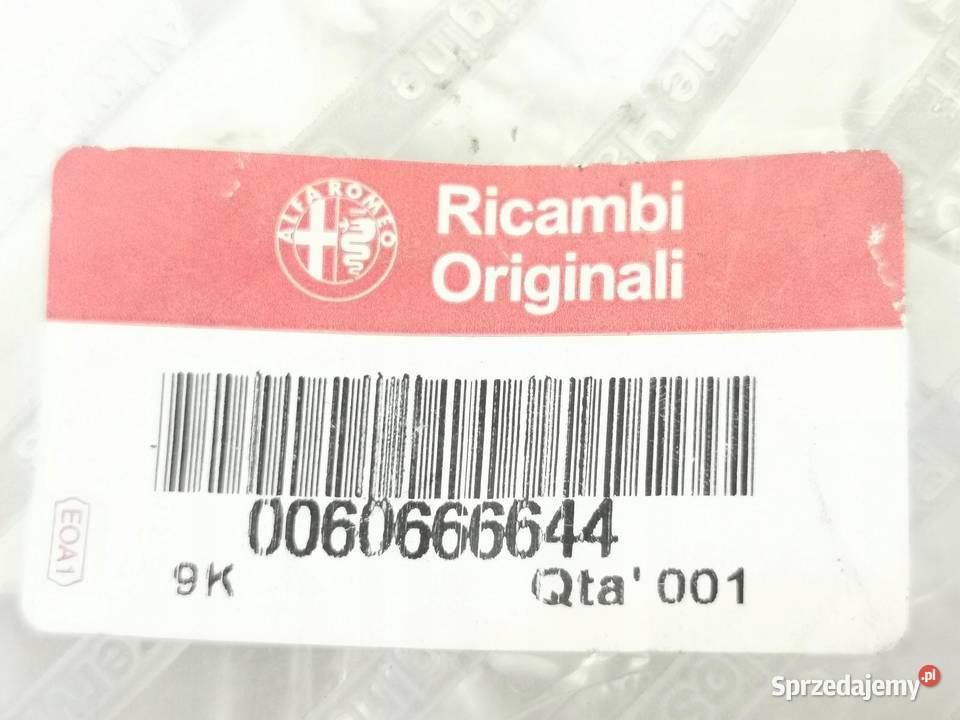 ALFA ROMEO
Ricambi
Originali
0060666644
9K
Qta' 001
EOA1
Sprzedajemy.pl